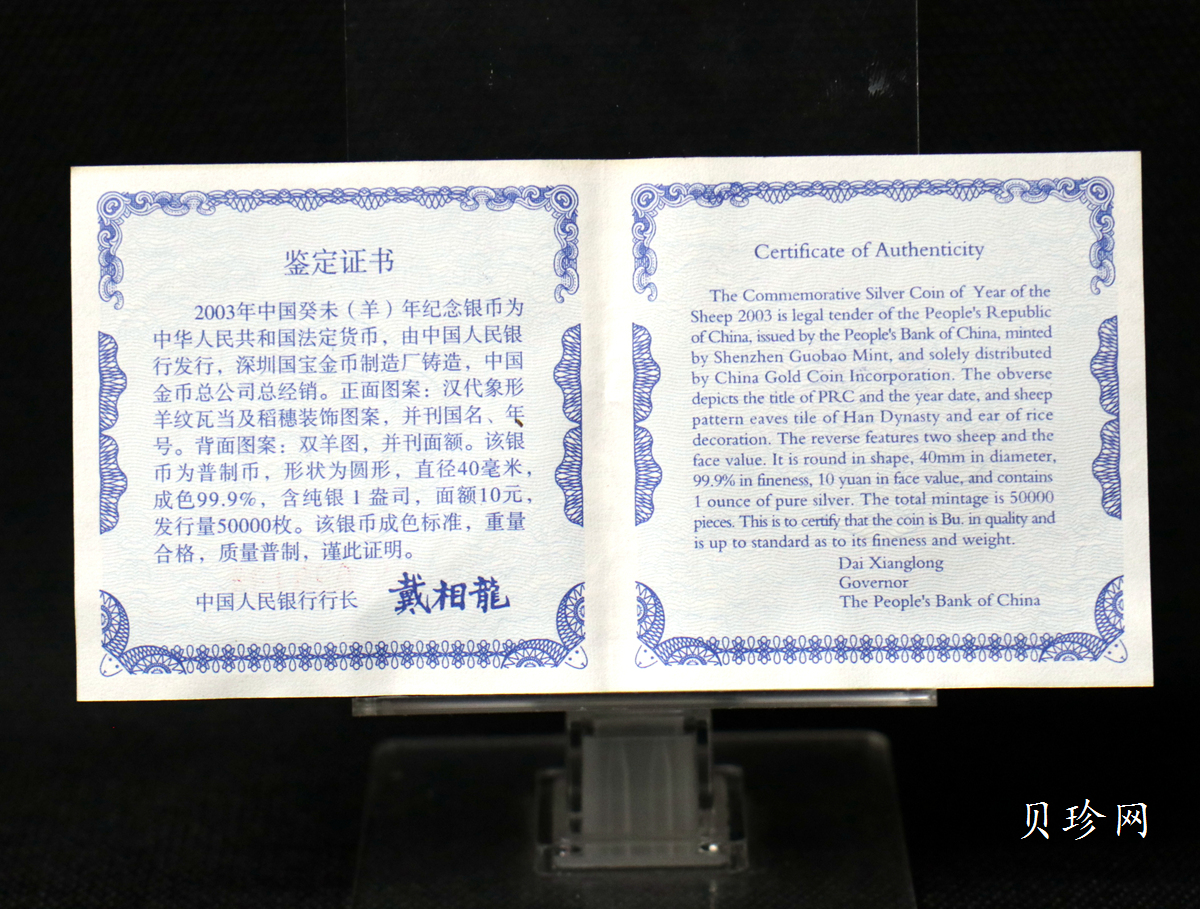 鉴定证书
2003年中国癸未（羊）年纪念银币为
中华人民共和国法定货币，由中国人民银
行发行，深圳国宝金币制造厂铸造，中国
金币总公司总经销。正面图案：汉代象形
羊纹瓦当及稻穗装饰图案，并刊国名、年
号。背面图案：双羊图，并刊面额。该银
币为普制币，形状为圆形，直径40毫米，
成色99.9%，含纯银1盎司，面额10元，
发行量50000枚。该银币成色标准，重量
合格，质量普制，谨此证明。
中国人民银行行长 戴相龍
Certificate of Authenticity
The Commemorative Silver Coin of Year of the
Sheep 2003 is legal tender of the People's Republic
of China, issued by the People's Bank of China, minted
by Shenzhen Guobao Mint, and solely distributed
by China Gold Coin Incorporation. The obverse
depicts the title of PRC and the year date, and sheep
pattern eaves tile of Han Dynasty and ear of rice
decoration. The reverse features two sheep and the
face value. It is round in shape, 40mm in diameter,
99.9% in fineness, 10 yuan in face value, and contains
1 ounce of pure silver. The total mintage is 50000
pieces. This is to certify that the coin is Bu. in quality and
is up to standard as to its fineness and weight.
Dai Xianglong
Governor
The People's Bank of China
贝珍网